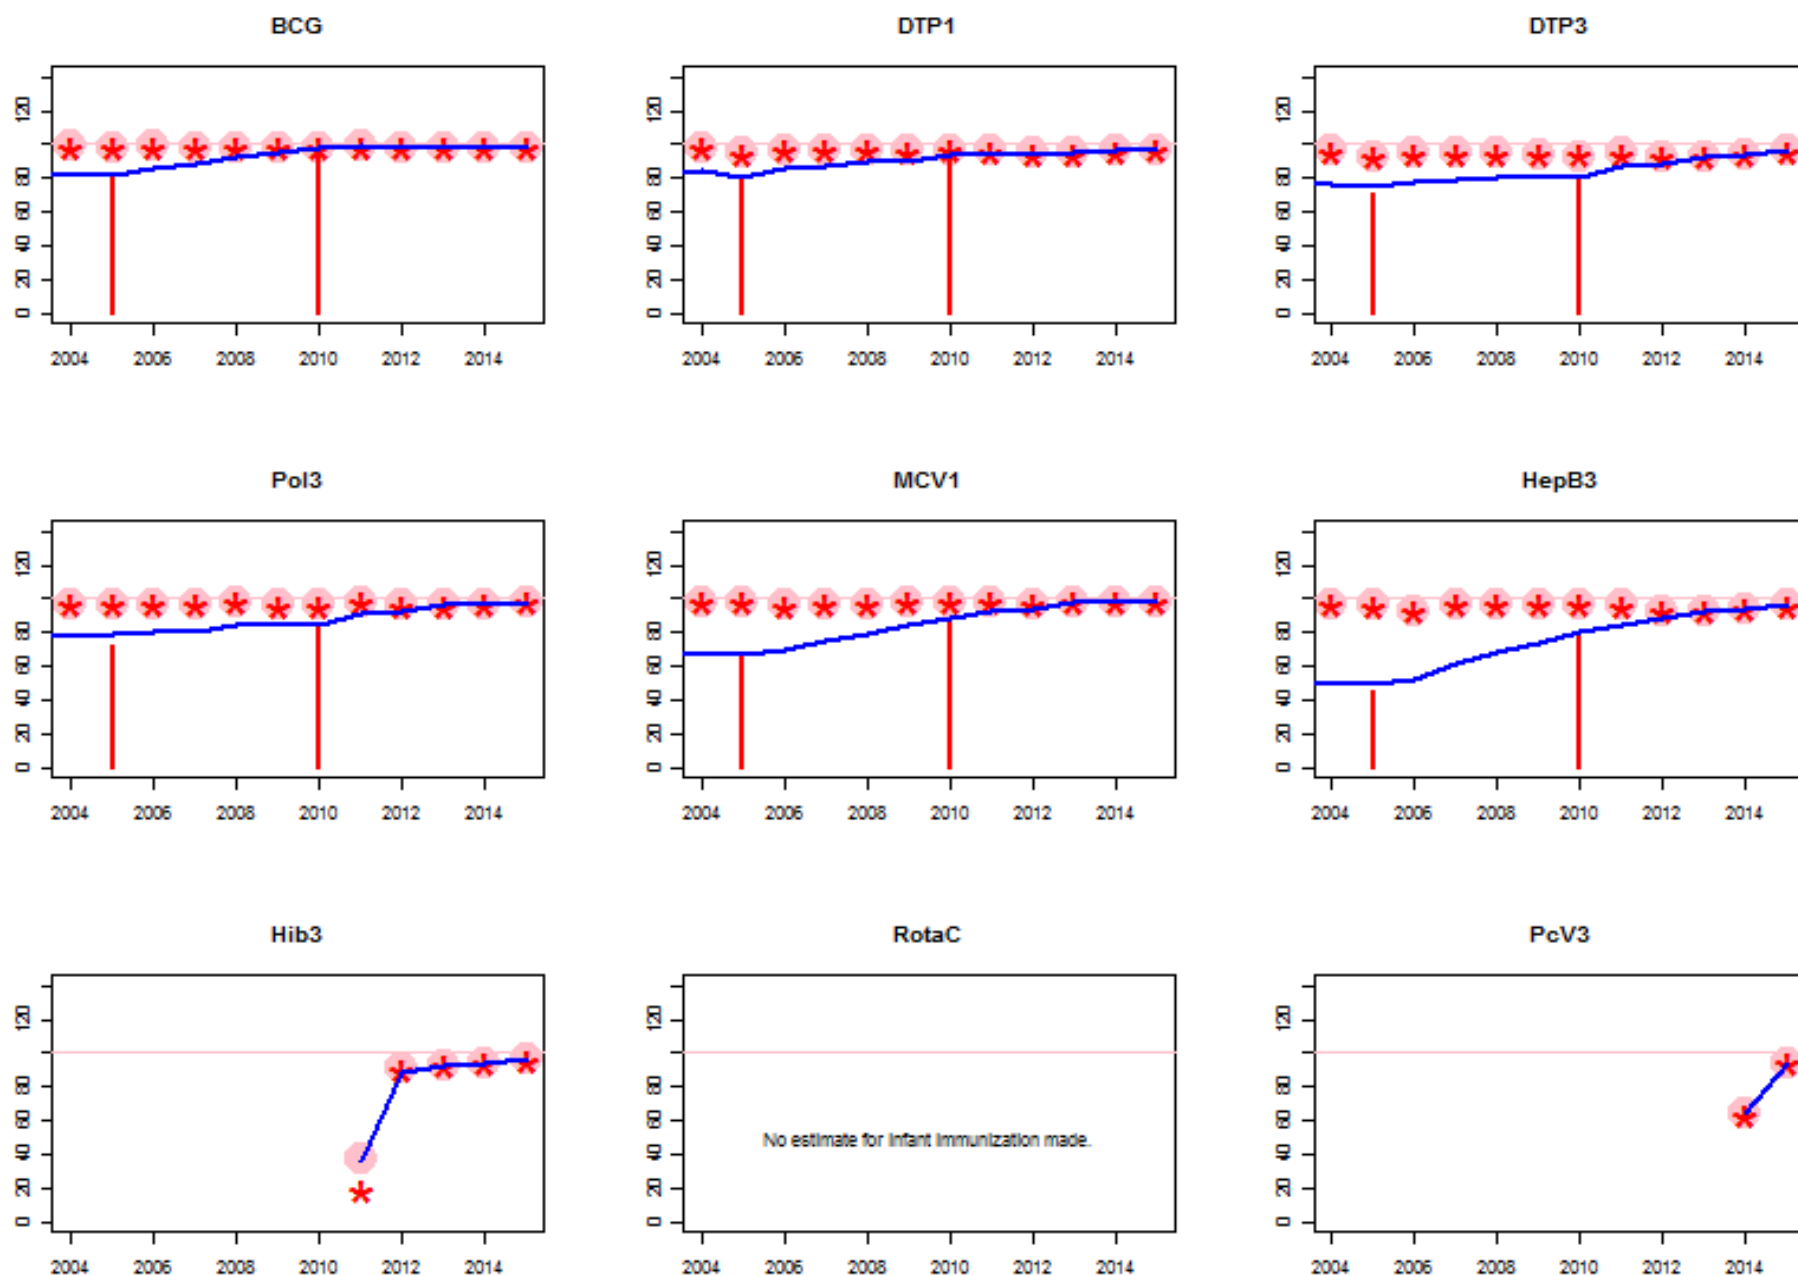 BCG
DTP1
DTP3
0 20 40 60 80 120
0 20 40 60 80 120
0 20 40 60 80 120
2004 2006 2008 2010 2012 2014
2004 2006 2008 2010 2012 2014
2004 2006 2008 2010 2012 2014
Pol3
MCV1
HepB3
0 20 40 60 80 120
0 20 40 60 80 120
0 20 40 60 80 120
2004 2006 2008 2010 2012 2014
2004 2006 2008 2010 2012 2014
2004 2006 2008 2010 2012 2014
Hib3
RotaC
PcV3
0 20 40 60 80 120
0 20 40 60 80 120
No estimate for infant immunization made.
0 20 40 60 80 120
2004 2006 2008 2010 2012 2014
2004 2006 2008 2010 2012 2014
2004 2006 2008 2010 2012 2014